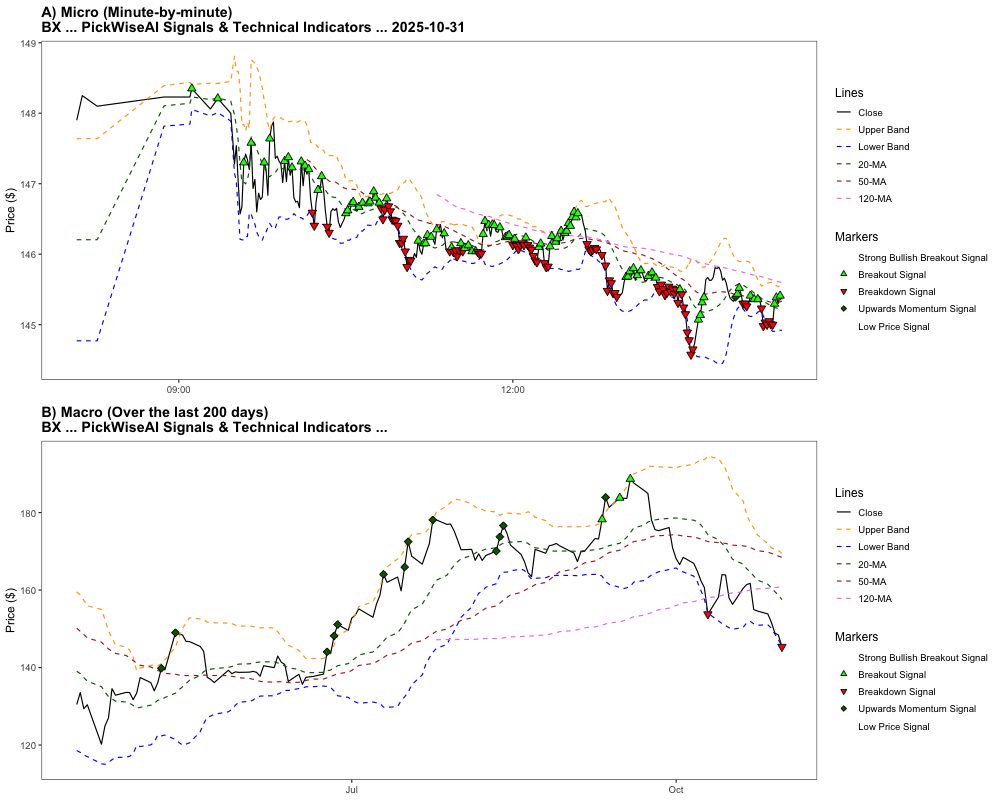 A) Micro (Minute-by-minute)
BX ... PickWiseAI Signals & Technical Indicators ... 2025-10-31
149
148
147
146
145
Price ($)
09:00
12:00
Lines
Close
Upper Band
Lower Band
20-MA
50-MA
120-MA
Markers
Strong Bullish Breakout Signal
Breakout Signal
Breakdown Signal
Upwards Momentum Signal
Low Price Signal
B) Macro (Over the last 200 days)
BX ... PickWiseAI Signals & Technical Indicators ...
180
160
140
120
Price ($)
Jul
Oct
Lines
Close
Upper Band
Lower Band
20-MA
50-MA
120-MA
Markers
Strong Bullish Breakout Signal
Breakout Signal
Breakdown Signal
Upwards Momentum Signal
Low Price Signal